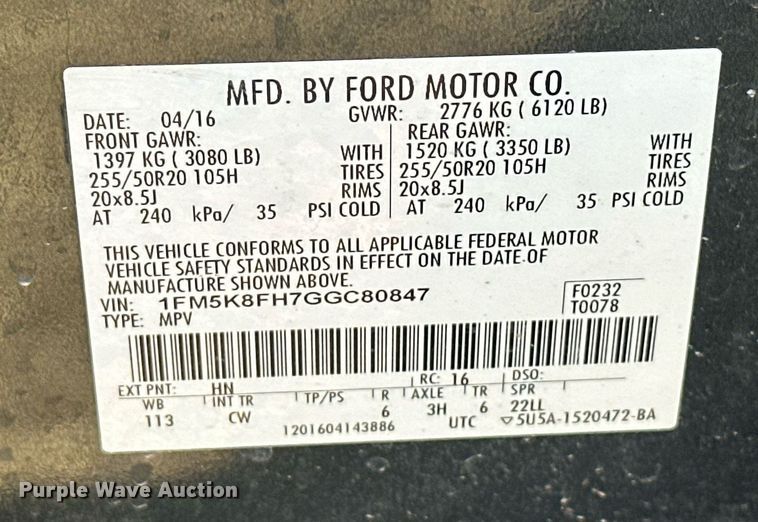 MFD. BY FORD MOTOR CO.
DATE: 04/16 GVWR: 2776 KG ( 6120 LB)
FRONT GAWR: REAR GAWR:
1397 KG ( 3080 LB) WITH 1520 KG ( 3350 LB) WITH
255/50R20 105H TIRES 255/50R20 105H TIRES
20x8.5J RIMS 20x8.5J RIMS
AT 240 kPa/ 35 PSI COLD AT 240 kPa/ 35 PSI COLD
THIS VEHICLE CONFORMS TO ALL APPLICABLE FEDERAL MOTOR
VEHICLE SAFETY STANDARDS IN EFFECT ON THE DATE OF
MANUFACTURE SHOWN ABOVE.
VIN: 1FM5K8FH7GGC80847 F0232
TYPE: MPV T0078
EXT PNT: HN RC: 16 DSO:
WB INT TR TP/PS R AXLE TR SPR
113 CW 6 3H 6 22LL
1201604143886 UTC ▽5U5A-1520472-BA
Purple Wave Auction